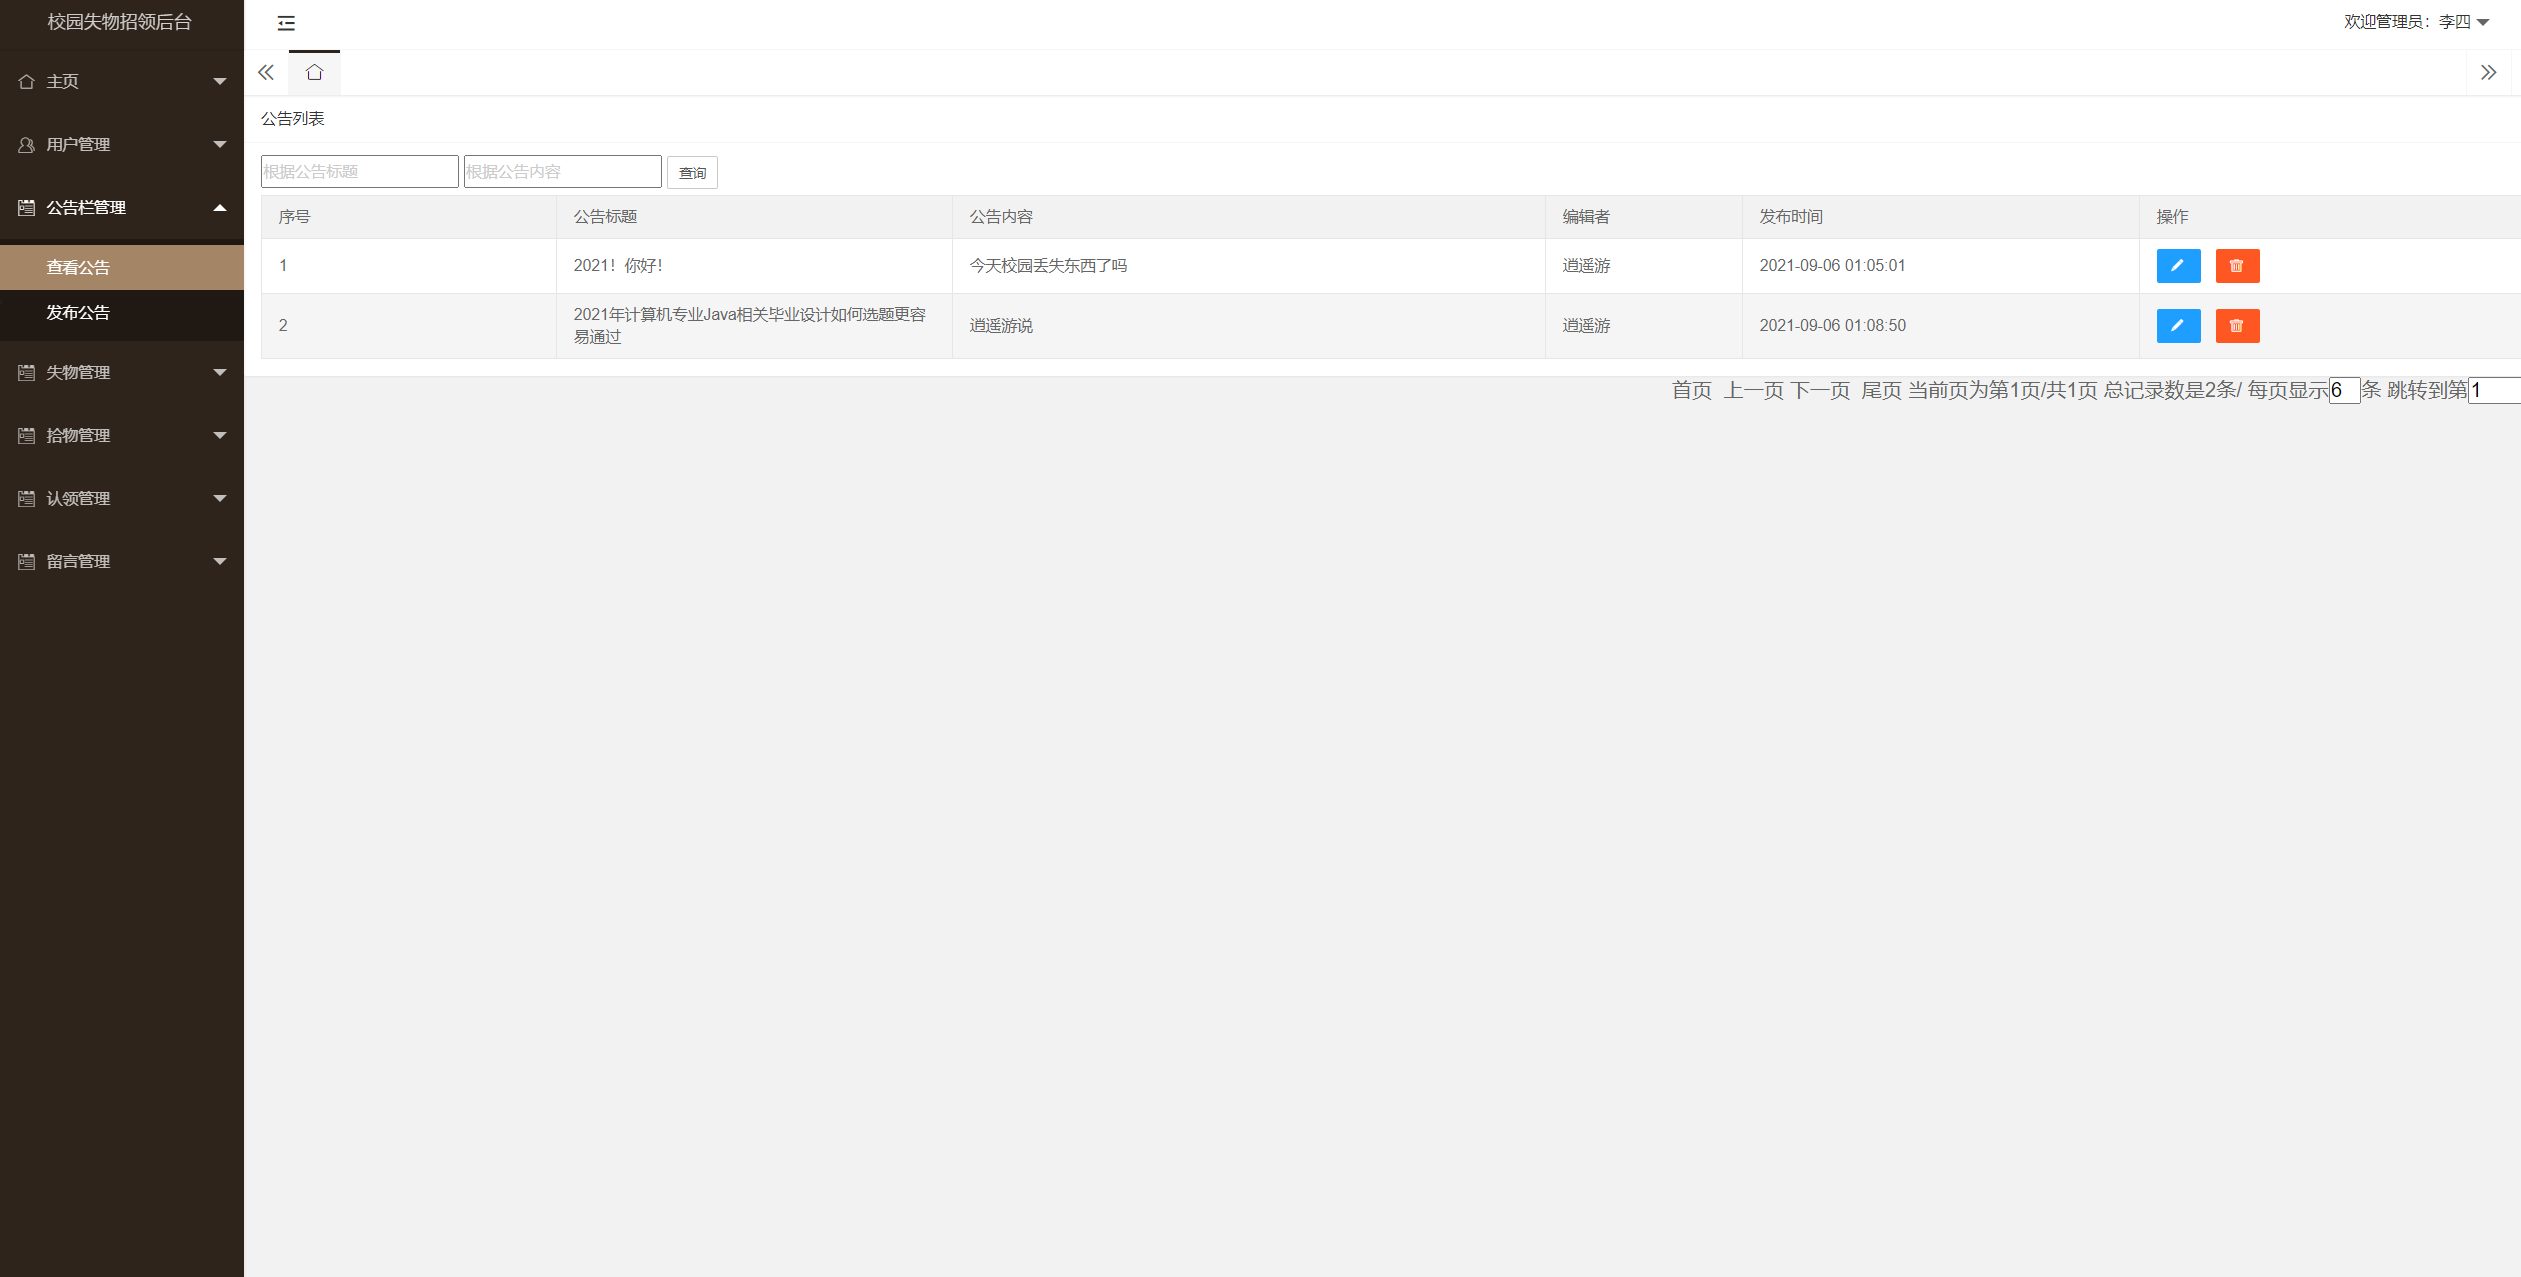 校园失物招领后台
欢迎管理员：李四
主页
用户管理
公告栏管理
查看公告
发布公告
失物管理
拾物管理
认领管理
留言管理
公告列表
根据公告标题 根据公告内容 查询
序号 公告标题 公告内容 编辑者 发布时间 操作
1 2021！你好！ 今天校园丢失东西了吗 逍遥游 2021-09-06 01:05:01
2 2021年计算机专业Java相关毕业设计如何选题更容
易通过 逍遥游说 逍遥游 2021-09-06 01:08:50
首页 上一页 下一页 尾页 当前页为第1页/共1页 总记录数是2条/ 每页显示6条 跳转到第1